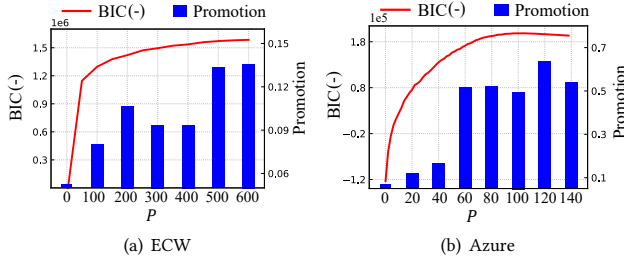 BIC(-) Promotion
1e6
1.5
1.2
0.9
0.6
0.3
BIC(-)
0.15
0.12
0.09
0.06
Promotion
0 100 200 300 400 500 600
P
(a) ECW
BIC(-) Promotion
1e5
1.8
0.8
-0.2
-1.2
BIC(-)
0.7
0.5
0.3
0.1
Promotion
0 20 40 60 80 100 120 140
P
(b) Azure